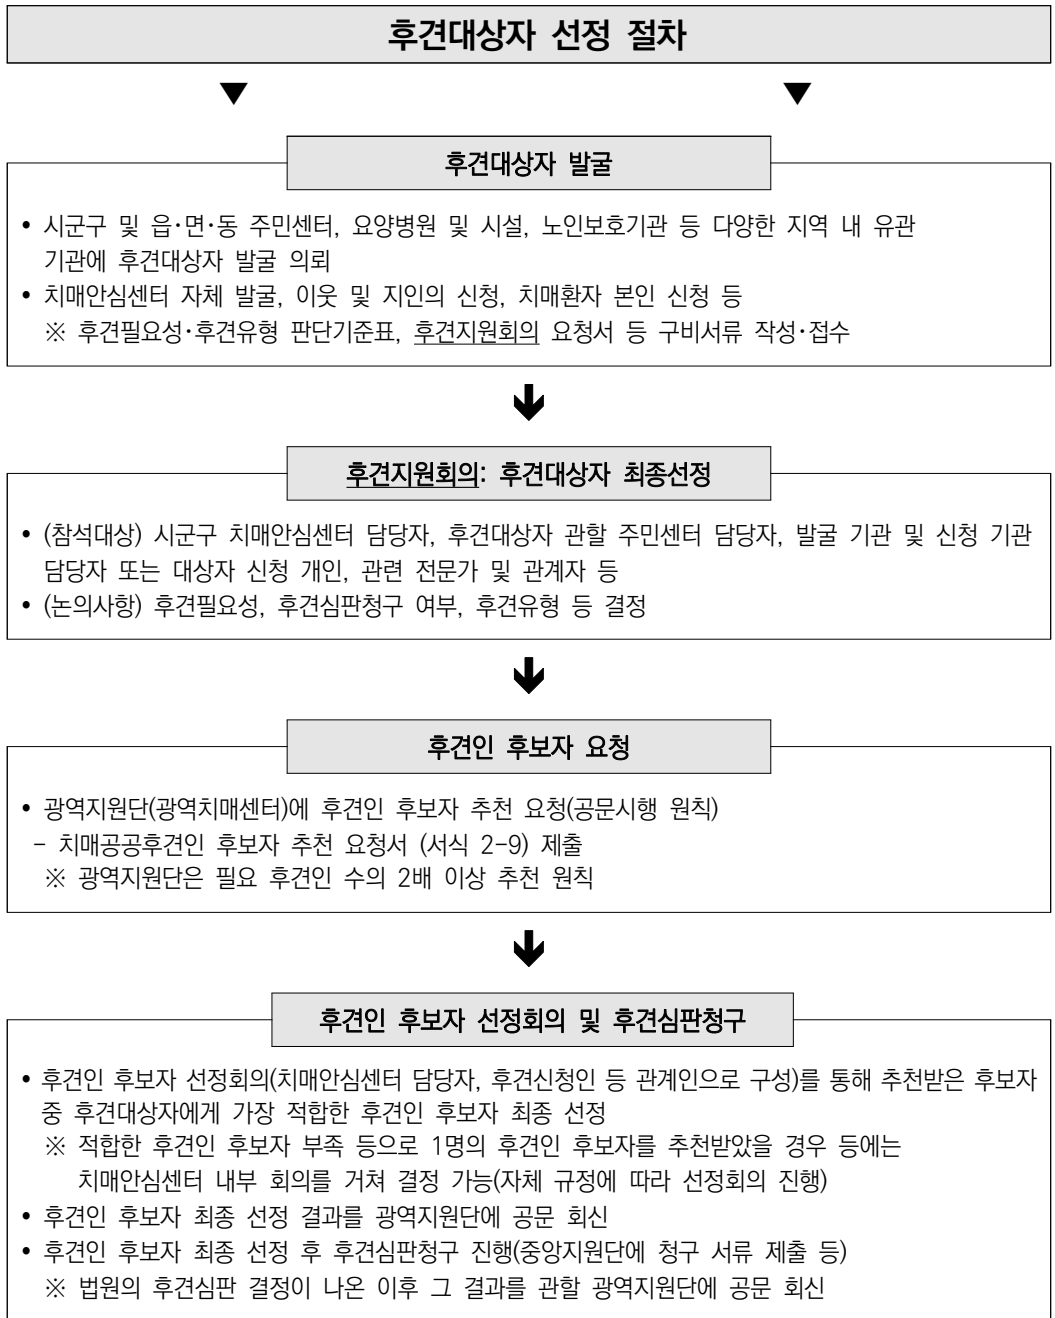 후견대상자 선정 절차
▼ ▼
후견대상자 발굴
• 시군구 및 읍·면·동 주민센터, 요양병원 및 시설, 노인보호기관 등 다양한 지역 내 유관
기관에 후견대상자 발굴 의뢰
• 치매안심센터 자체 발굴, 이웃 및 지인의 신청, 치매환자 본인 신청 등
※ 후견필요성·후견유형 판단기준표, 후견지원회의 요청서 등 구비서류 작성·접수
후견지원회의: 후견대상자 최종선정
• (참석대상) 시군구 치매안심센터 담당자, 후견대상자 관할 주민센터 담당자, 발굴 기관 및 신청 기관
담당자 또는 대상자 신청 개인, 관련 전문가 및 관계자 등
• (논의사항) 후견필요성, 후견심판청구 여부, 후견유형 등 결정
후견인 후보자 요청
• 광역지원단(광역치매센터)에 후견인 후보자 추천 요청(공문시행 원칙)
- 치매공공후견인 후보자 추천 요청서 (서식 2-9) 제출
※ 광역지원단은 필요 후견인 수의 2배 이상 추천 원칙
후견인 후보자 선정회의 및 후견심판청구
• 후견인 후보자 선정회의(치매안심센터 담당자, 후견신청인 등 관계인으로 구성)를 통해 추천받은 후보자
중 후견대상자에게 가장 적합한 후견인 후보자 최종 선정
※ 적합한 후견인 후보자 부족 등으로 1명의 후견인 후보자를 추천받았을 경우 등에는
치매안심센터 내부 회의를 거쳐 결정 가능(자체 규정에 따라 선정회의 진행)
• 후견인 후보자 최종 선정 결과를 광역지원단에 공문 회신
• 후견인 후보자 최종 선정 후 후견심판청구 진행(중앙지원단에 청구 서류 제출 등)
※ 법원의 후견심판 결정이 나온 이후 그 결과를 관할 광역지원단에 공문 회신